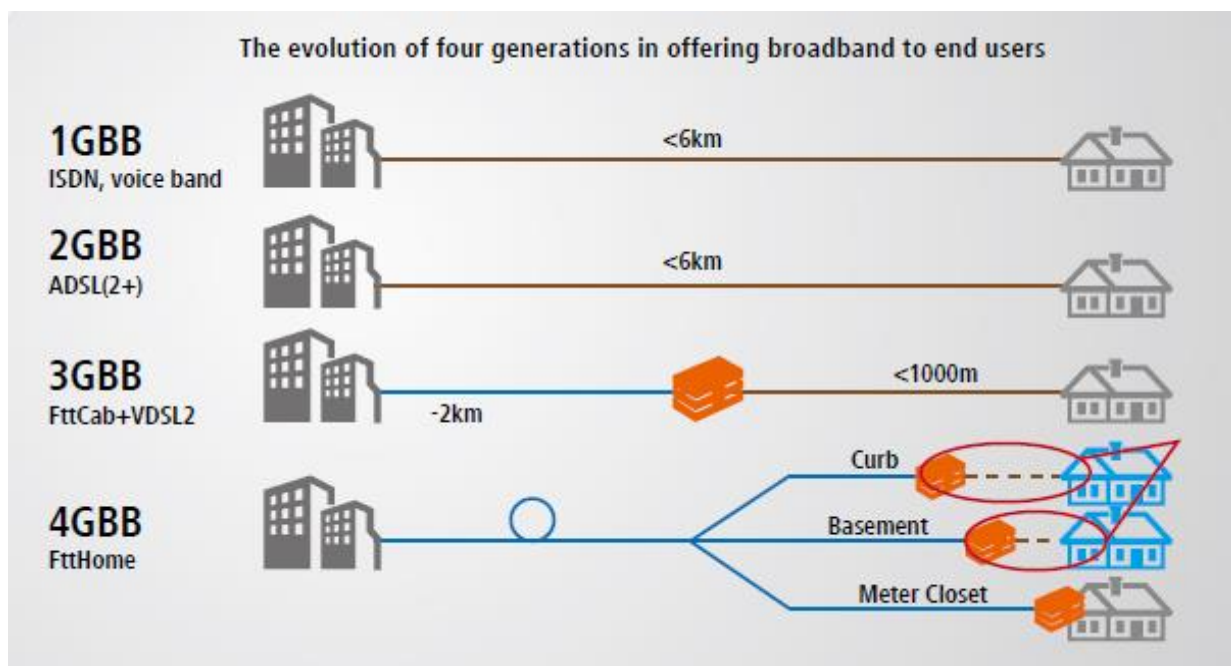 The evolution of four generations in offering broadband to end users
1GBB
ISDN, voice band
<6km
2GBB
ADSL(2+)
<6km
3GBB
FttCab+VDSL2
-2km
<1000m
4GBB
FttHome
Curb
Basement
Meter Closet